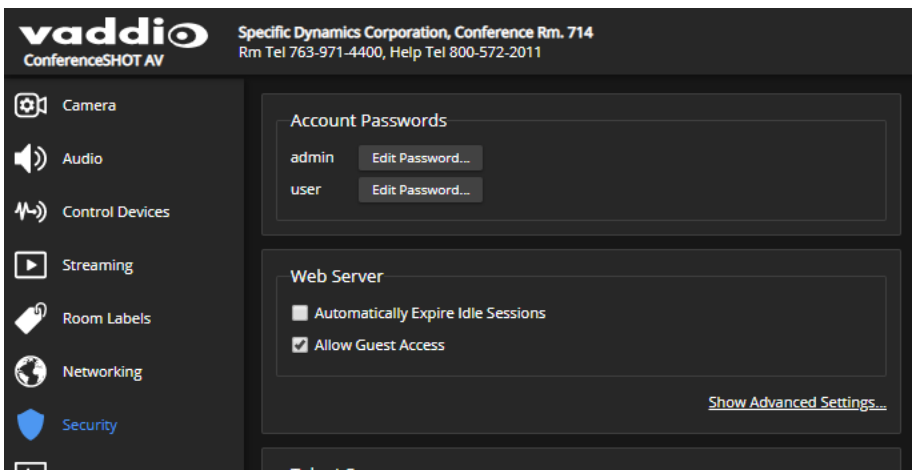 vaddio
ConferenceSHOT AV
Specific Dynamics Corporation, Conference Rm. 714
Rm Tel 763-971-4400, Help Tel 800-572-2011
Camera
Audio
Control Devices
Streaming
Room Labels
Networking
Security
Account Passwords
admin Edit Password...
user Edit Password...
Web Server
Automatically Expire Idle Sessions
Allow Guest Access
Show Advanced Settings...